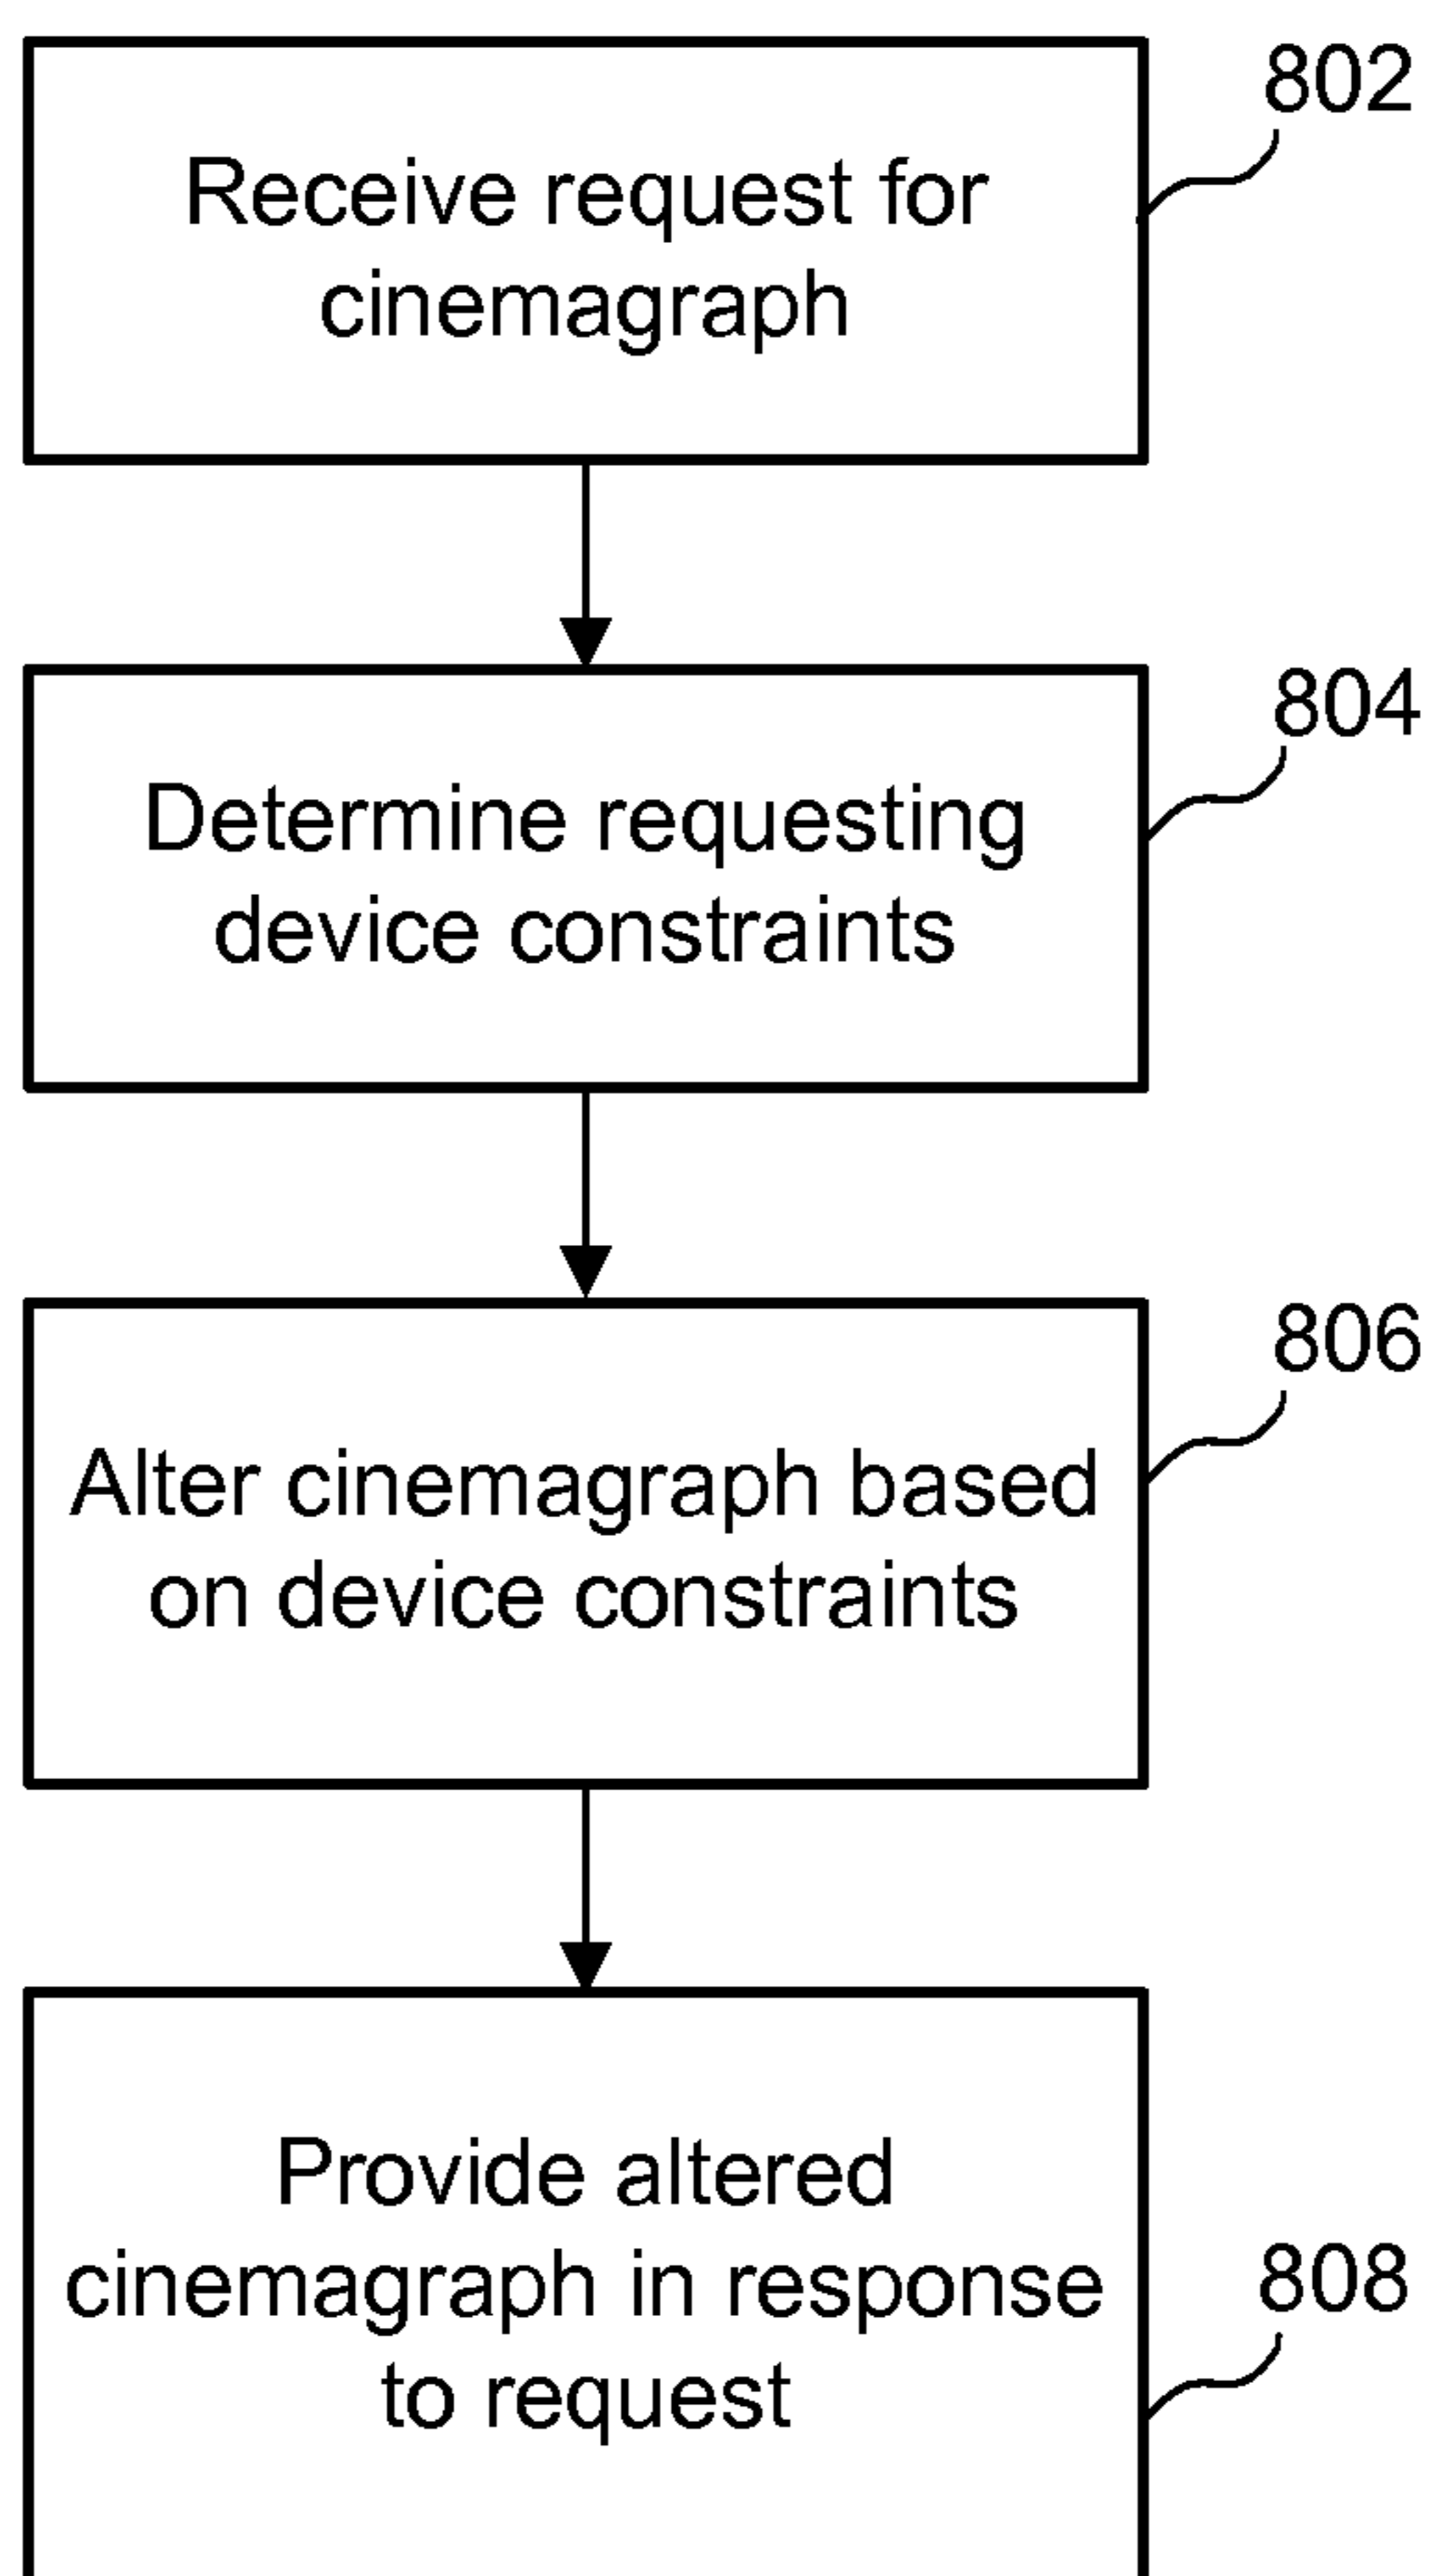 802
Receive request for
cinemagraph
804
Determine requesting
device constraints
806
Alter cinemagraph based
on device constraints
Provide altered
cinemagraph in response
to request
808